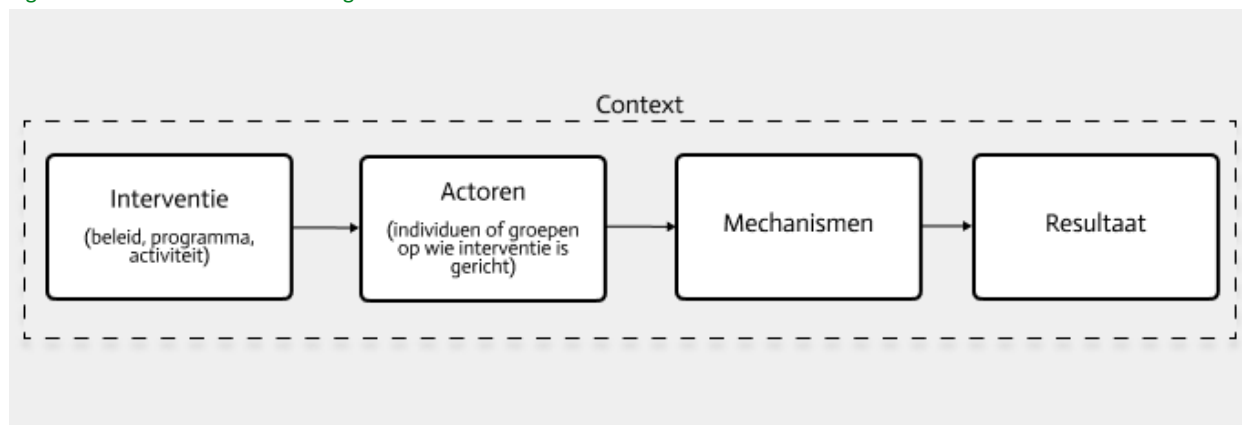 Context
Interventie
(beleid, programma,
activiteit)
Actoren
(individuen of groepen
op wie interventie is
gericht)
Mechanismen
Resultaat